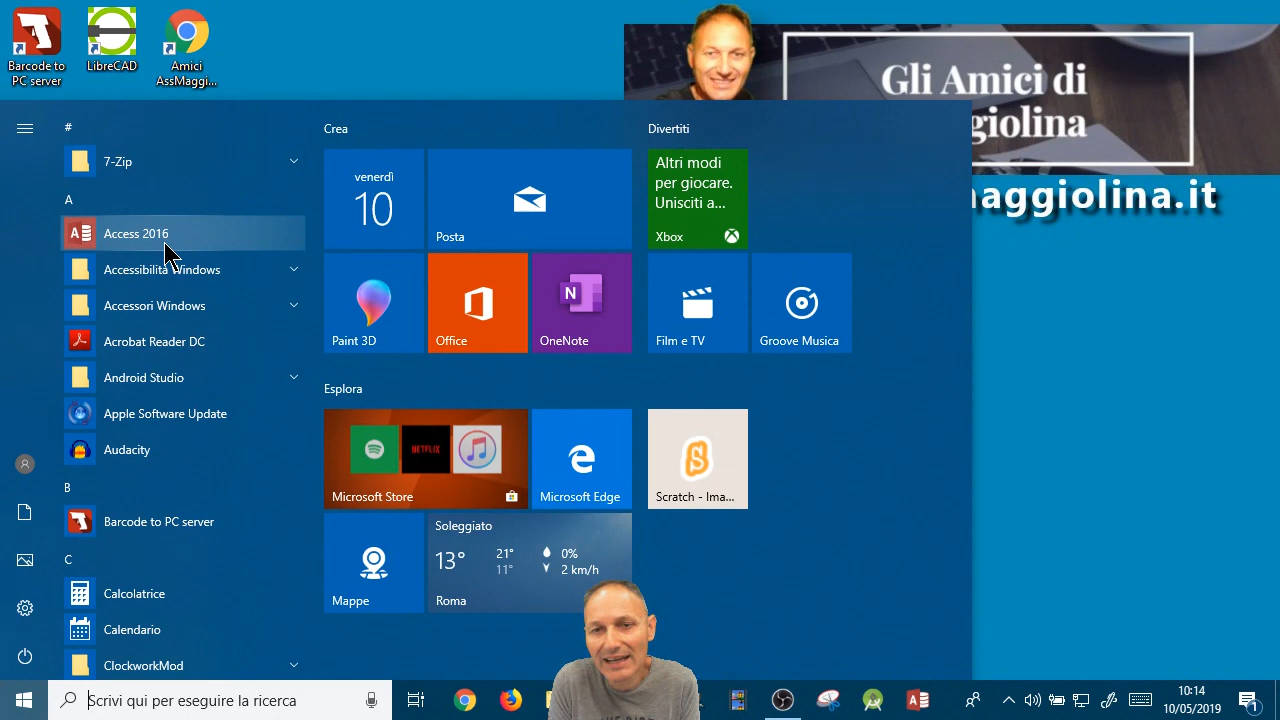 Barcode to
PC server
LibreCAD
Amici
AssMaggi...
Gli Amici di
giolina
naggiolina.it
#
7-Zip
A
Access 2016
Accessibilità Windows
Accessori Windows
Acrobat Reader DC
Android Studio
Apple Software Update
Audacity
B
Barcode to PC server
C
Calcolatrice
Calendario
ClockworkMod
Crea
venerdì
10
Posta
Paint 3D
Office
N
OneNote
Esplora
NETFLIX
Microsoft Store
Microsoft Edge
Mappe
Soleggiato
13°
21°
11°
0%
2 km/h
Roma
Divertiti
Altri modi
per giocare.
Unisciti a...
Xbox
Film e TV
Groove Musica
Scratch - Ima...
Scrivi qui per eseguire la ricerca
10:14
10/05/2019
1